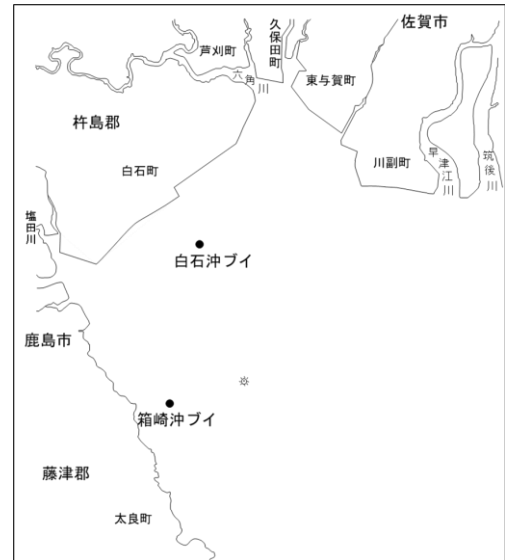 佐賀市
久保田町
芦刈町
六角川
東与賀町
杵島郡
川副町
早津江川
筑後川
白石町
塩田川
白石沖ブイ
鹿島市
箱崎沖ブイ
藤津郡
太良町